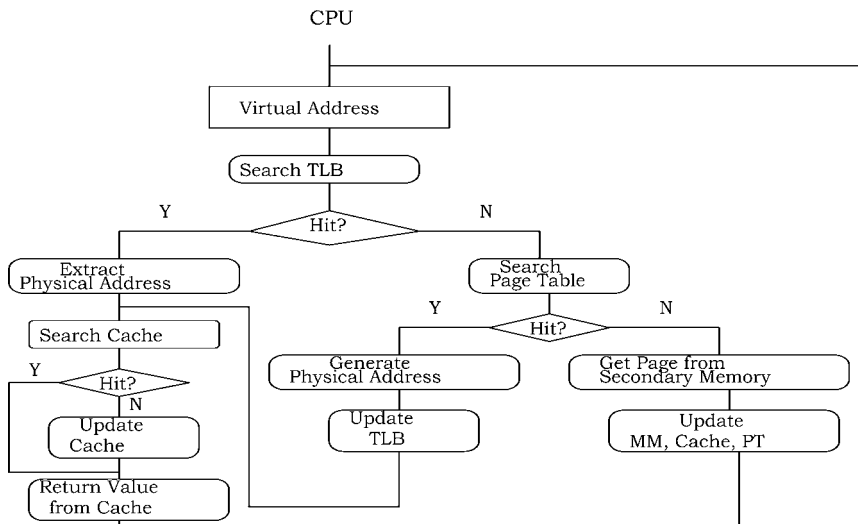 CPU
Virtual Address
Search TLB
Hit?
Y
N
Extract
Physical Address
Search
Page Table
Search Cache
Y
Hit?
N
Generate
Physical Address
Get Page from
Secondary Memory
Y
Hit?
N
Update
Cache
Update
TLB
Update
MM, Cache, PT
Return Value
from Cache